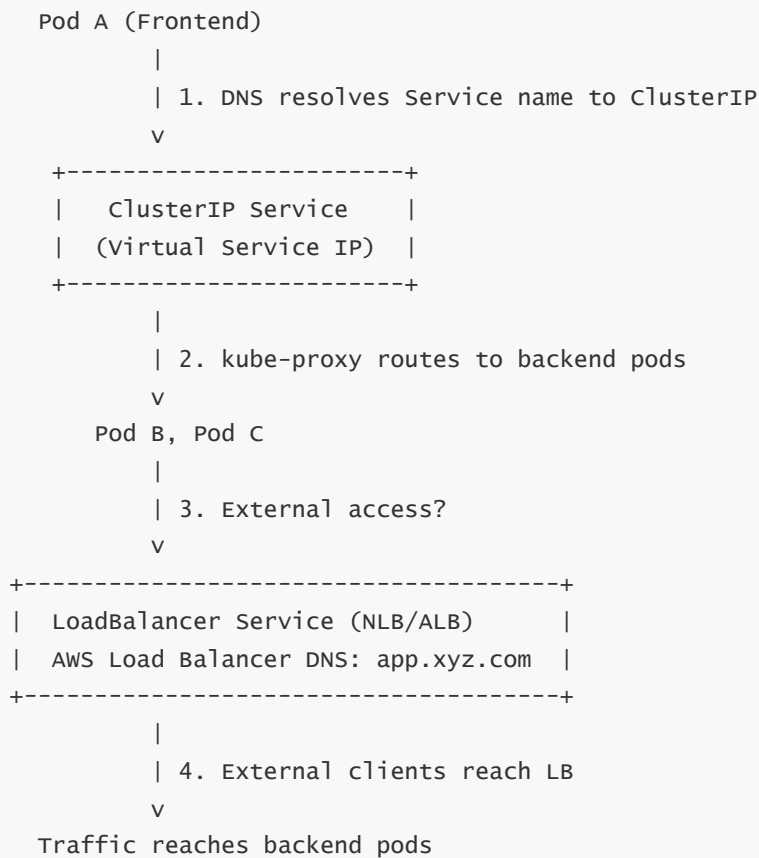 Pod A (Frontend)
|
| 1. DNS resolves Service name to ClusterIP
v
+------------------------+
|   ClusterIP Service    |
|  (Virtual Service IP)  |
+------------------------+
|
| 2. kube-proxy routes to backend pods
v
Pod B, Pod C
|
| 3. External access?
v
+--------------------------------------+
|  LoadBalancer Service (NLB/ALB)      |
|  AWS Load Balancer DNS: app.xyz.com  |
+--------------------------------------+
|
| 4. External clients reach LB
v
Traffic reaches backend pods